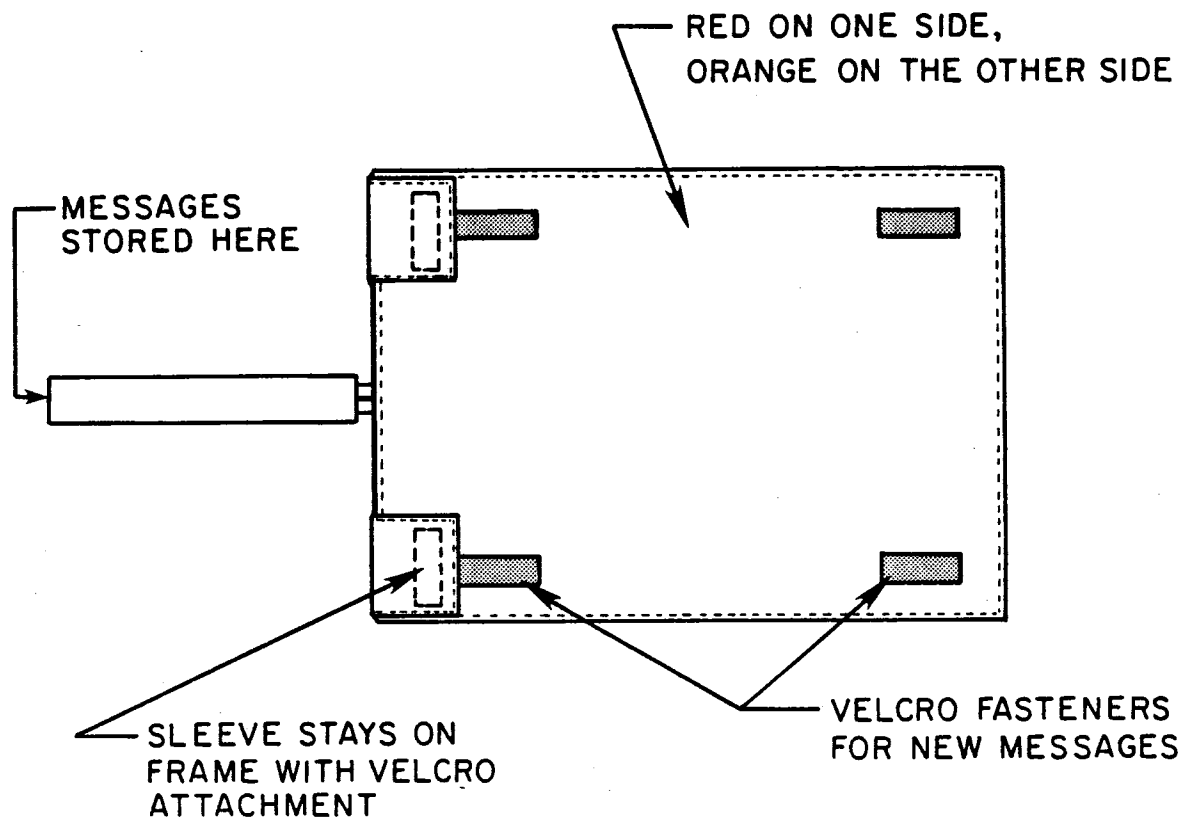 RED ON ONE SIDE,
ORANGE ON THE OTHER SIDE
MESSAGES
STORED HERE
SLEEVE STAYS ON
FRAME WITH VELCRO
ATTACHMENT
VELCRO FASTENERS
FOR NEW MESSAGES